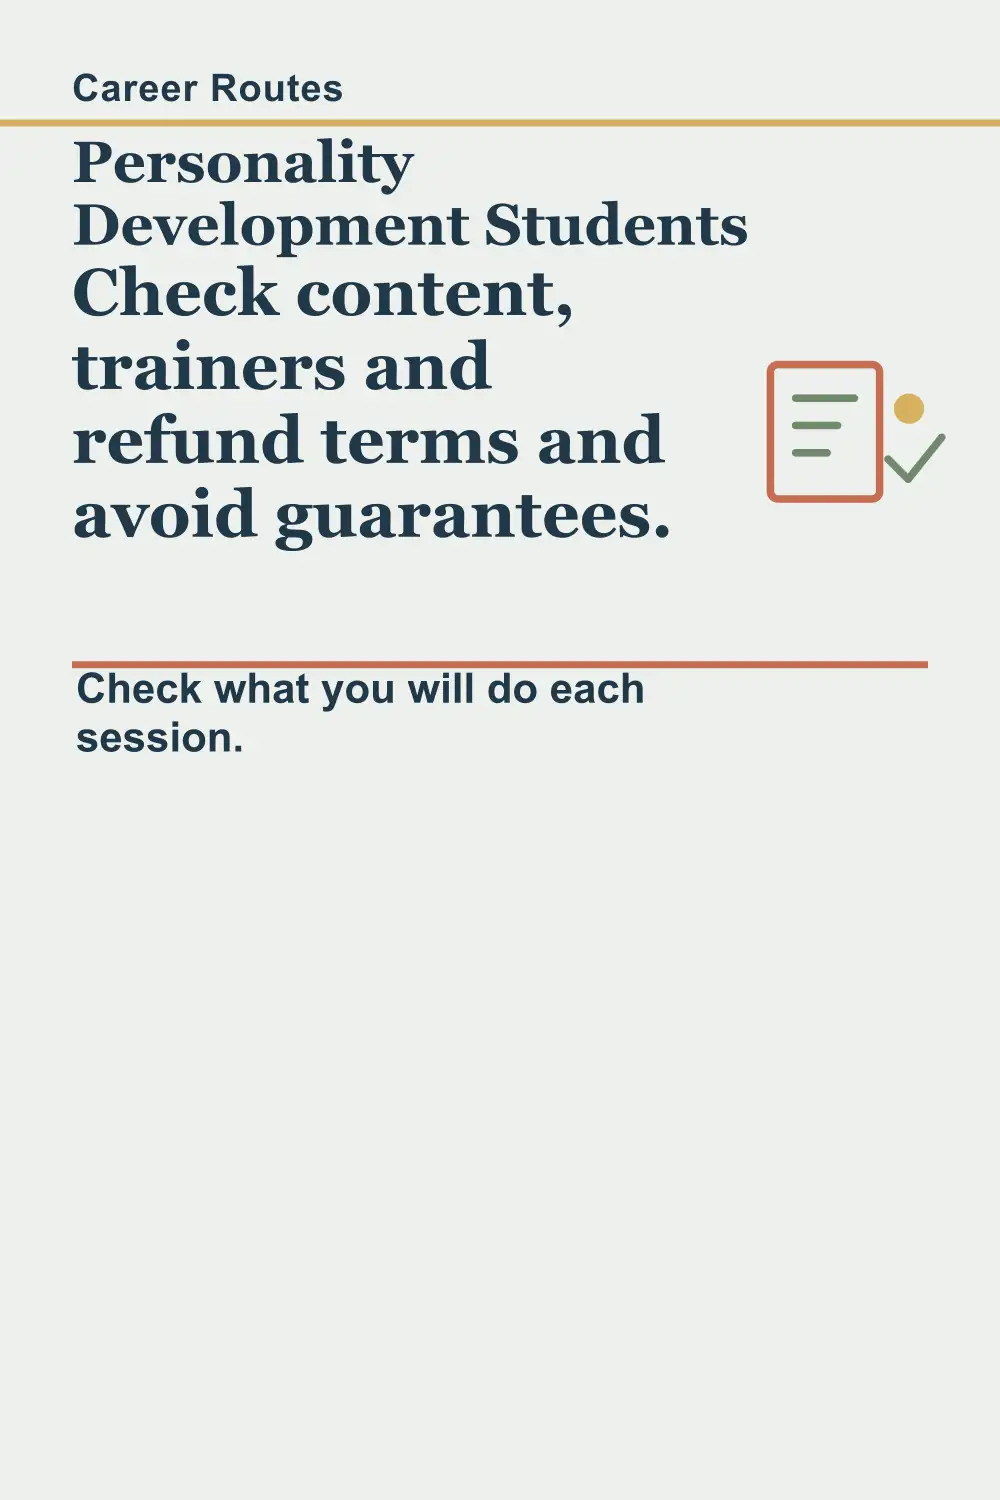 Career Routes
Personality
Development Students
Check content,
trainers and
refund terms and
avoid guarantees.
Check what you will do each
session.